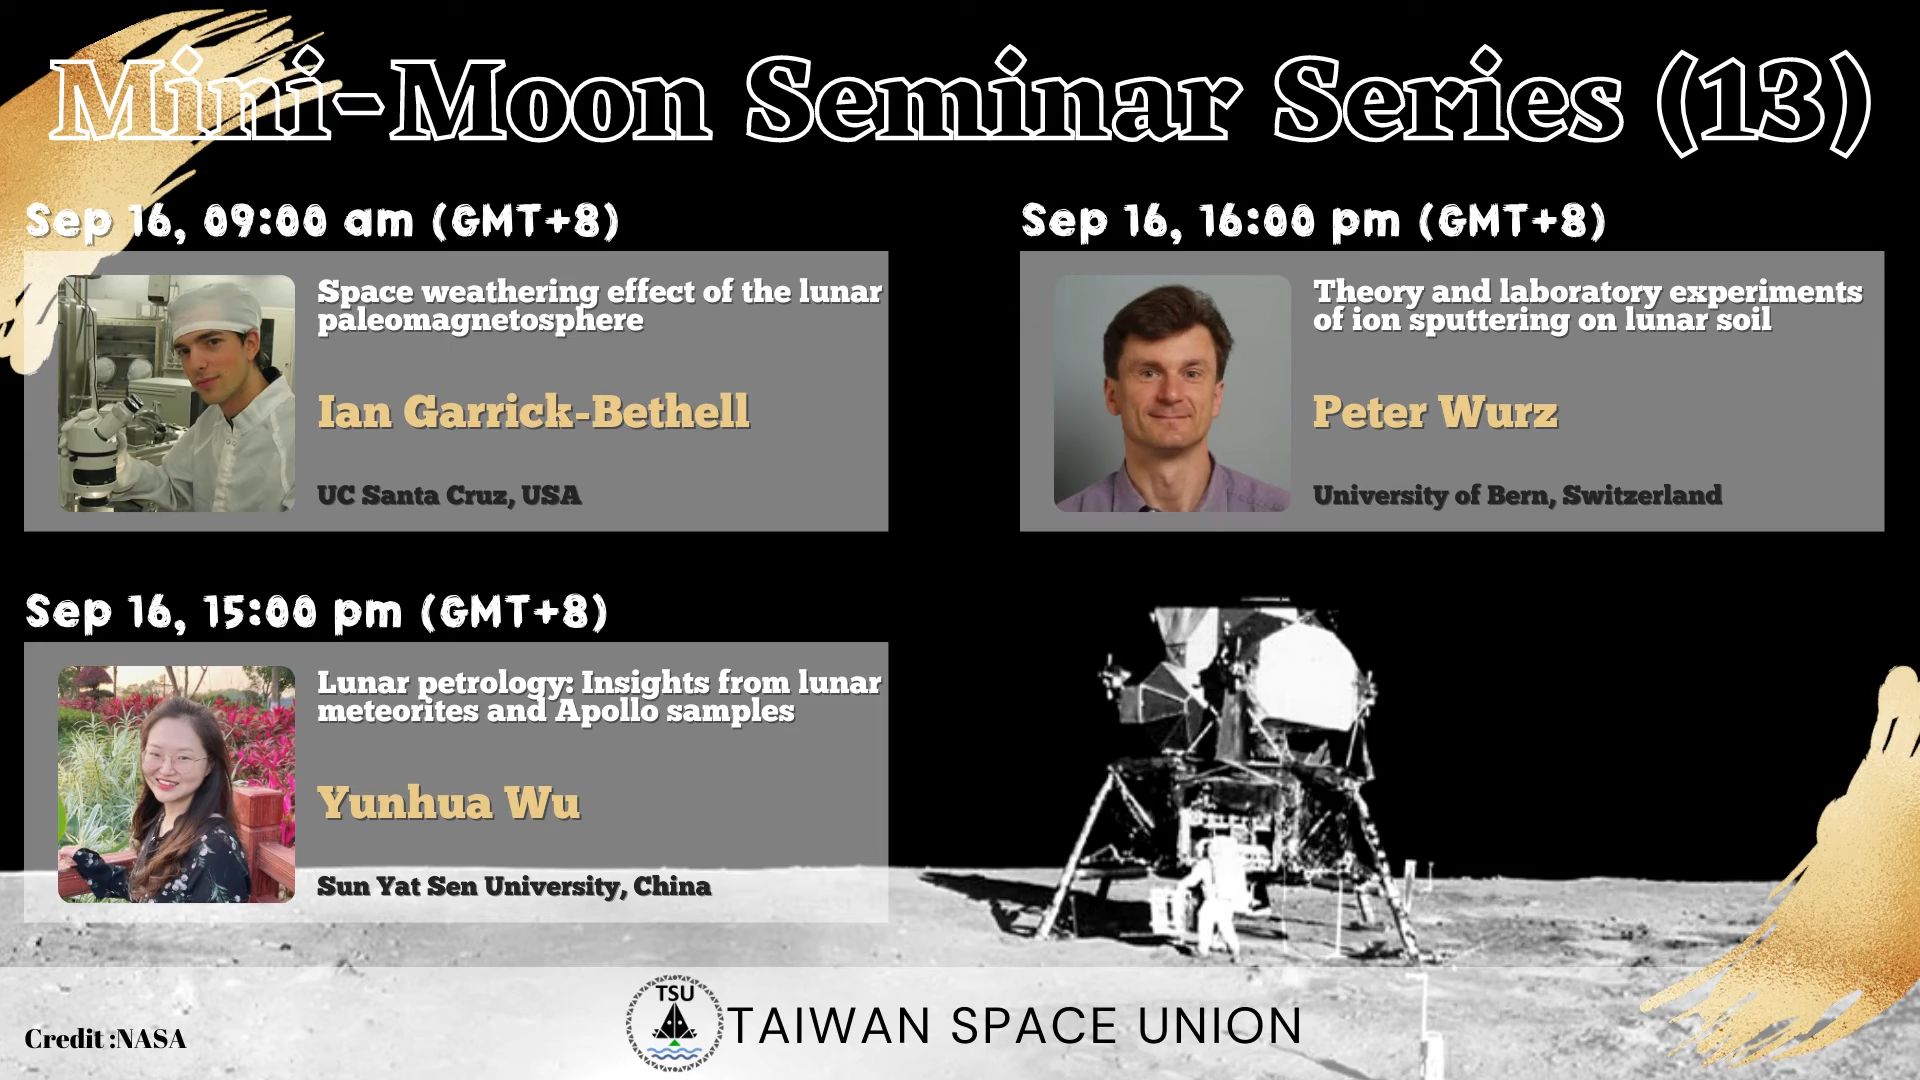 Mini-Moon Seminar Series (13)
Sep 16, 09:00 am (GMT+8)
Space weathering effect of the lunar
paleomagnetosphere
Ian Garrick-Bethell
UC Santa Cruz, USA
Sep 16, 16:00 pm (GMT+8)
Theory and laboratory experiments
of ion sputtering on lunar soil
Peter Wurz
University of Bern, Switzerland
Sep 16, 15:00 pm (GMT+8)
Lunar petrology: Insights from lunar
meteorites and Apollo samples
Yunhua Wu
Sun Yat Sen University, China
Credit :NASA
TSU
TAIWAN SPACE UNION